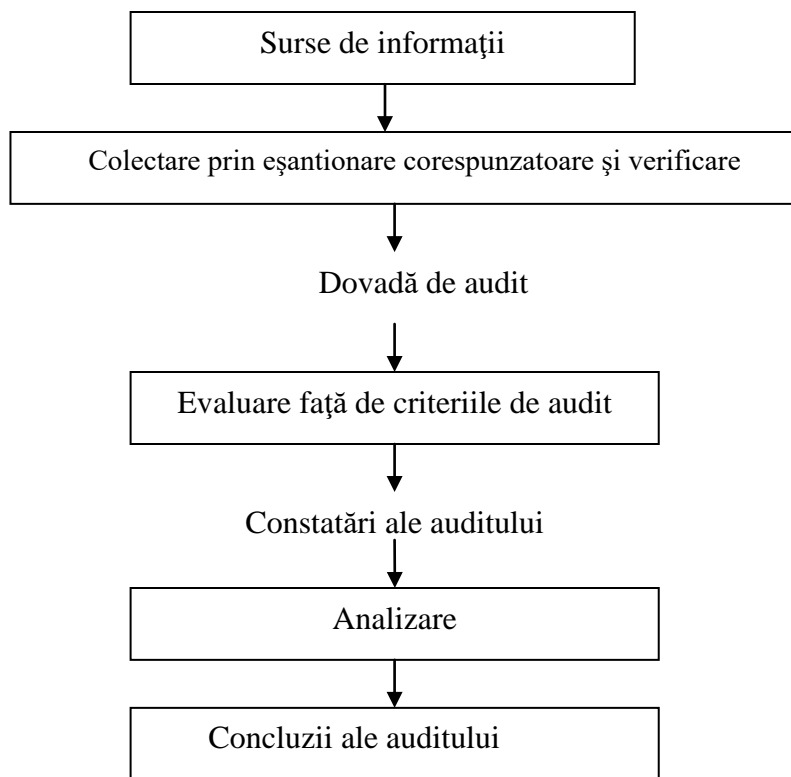 Surse de informaţii
Colectare prin eşantionare corespunzatoare şi verificare
Dovadă de audit
Evaluare faţă de criteriile de audit
Constatări ale auditului
Analizare
Concluzii ale auditului